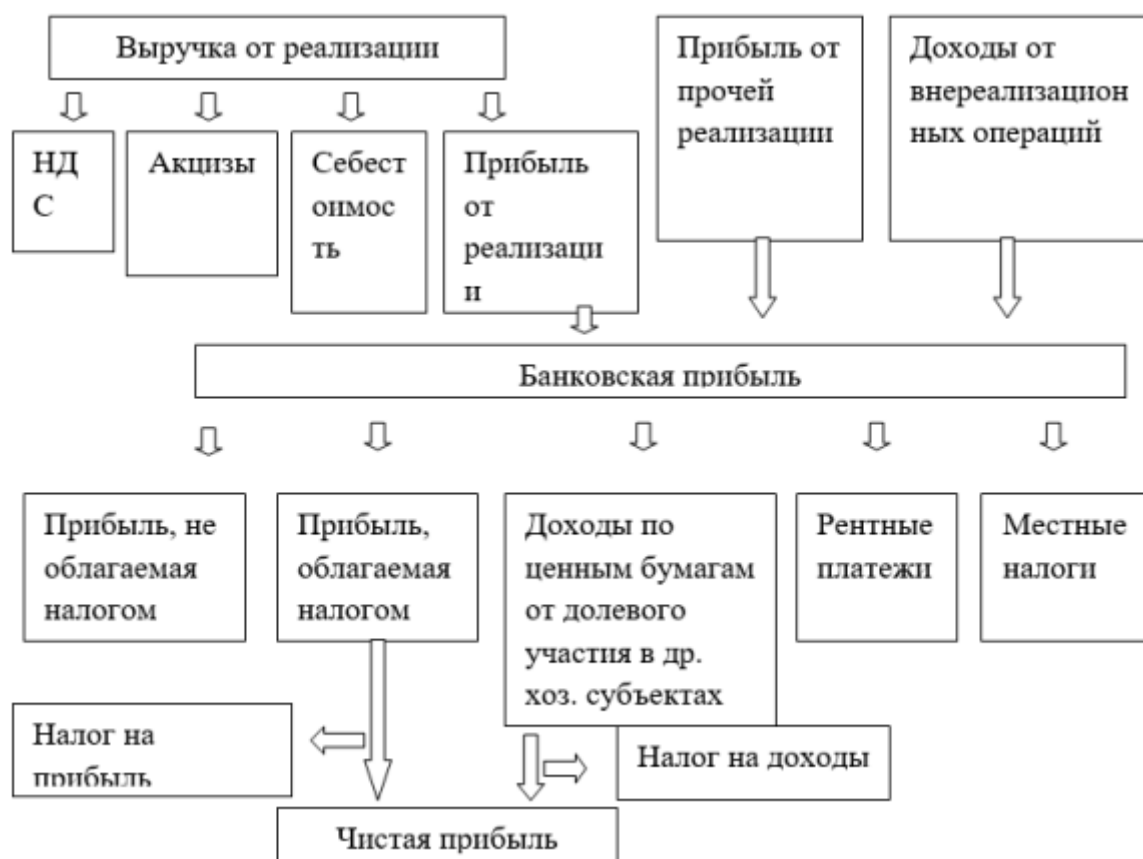 Выручка от реализации
Прибыль от
прочей
реализации
Доходы от
внереализацион
ных операций
НД
С
Акцизы
Себест
оимос
ть
Прибыль
от
реализаци
и
Банковская прибыль
Прибыль, не
облагаемая
налогом
Прибыль,
облагаемая
налогом
Доходы по
ценным бумагам
от долевого
участия в др.
хоз. субъектах
Рентные
платежи
Местные
налоги
Налог на
прибыль
Налог на доходы
Чистая прибыль